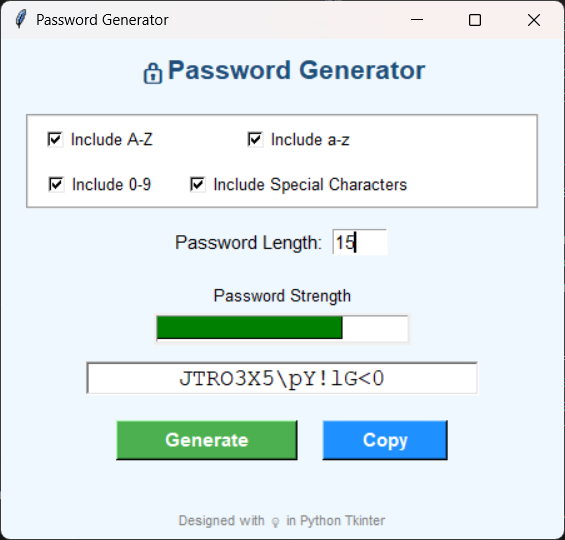 Password Generator
Password Generator
Include A-Z
Include a-z
Include 0-9
Include Special Characters
Password Length: 15
Password Strength
JTRO3X5\pY!lG<0
Generate
Copy
Designed with ♀ in Python Tkinter